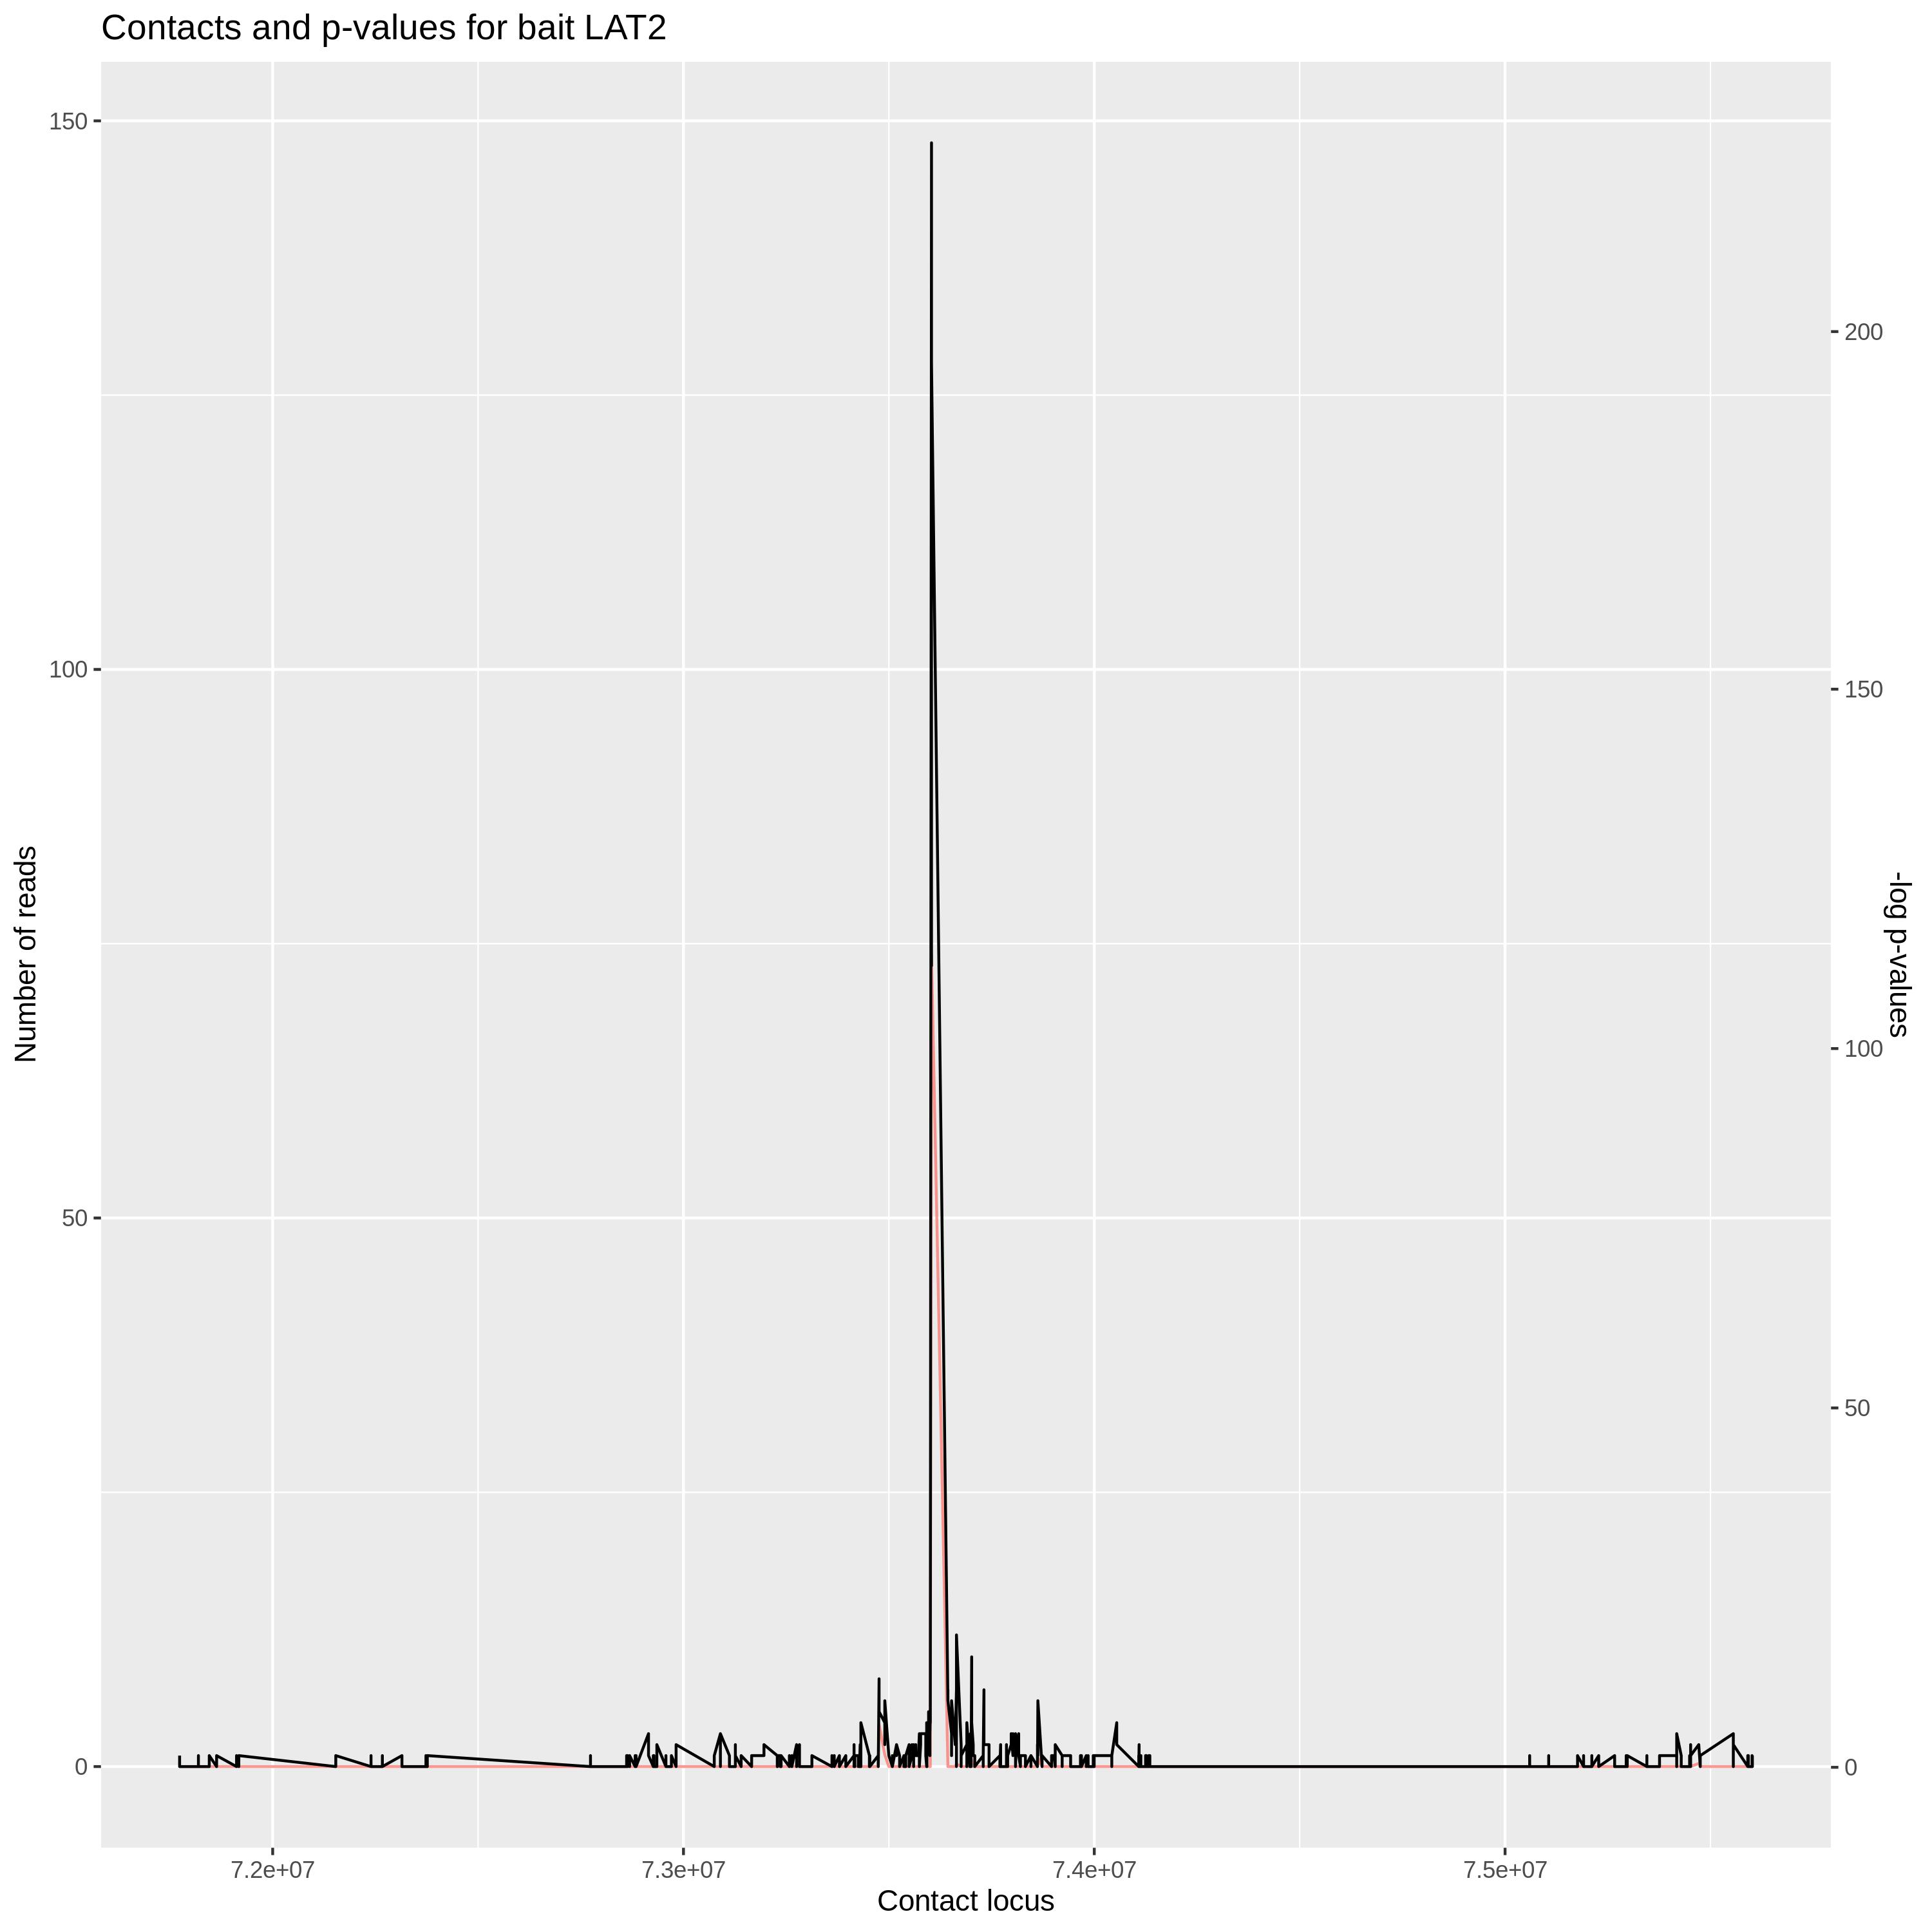 Contacts and p-values for bait LAT2
150
100
50
0
Number of reads
200
150
100
50
0
-log p-values
7.2e+07
7.3e+07
7.4e+07
7.5e+07
Contact locus